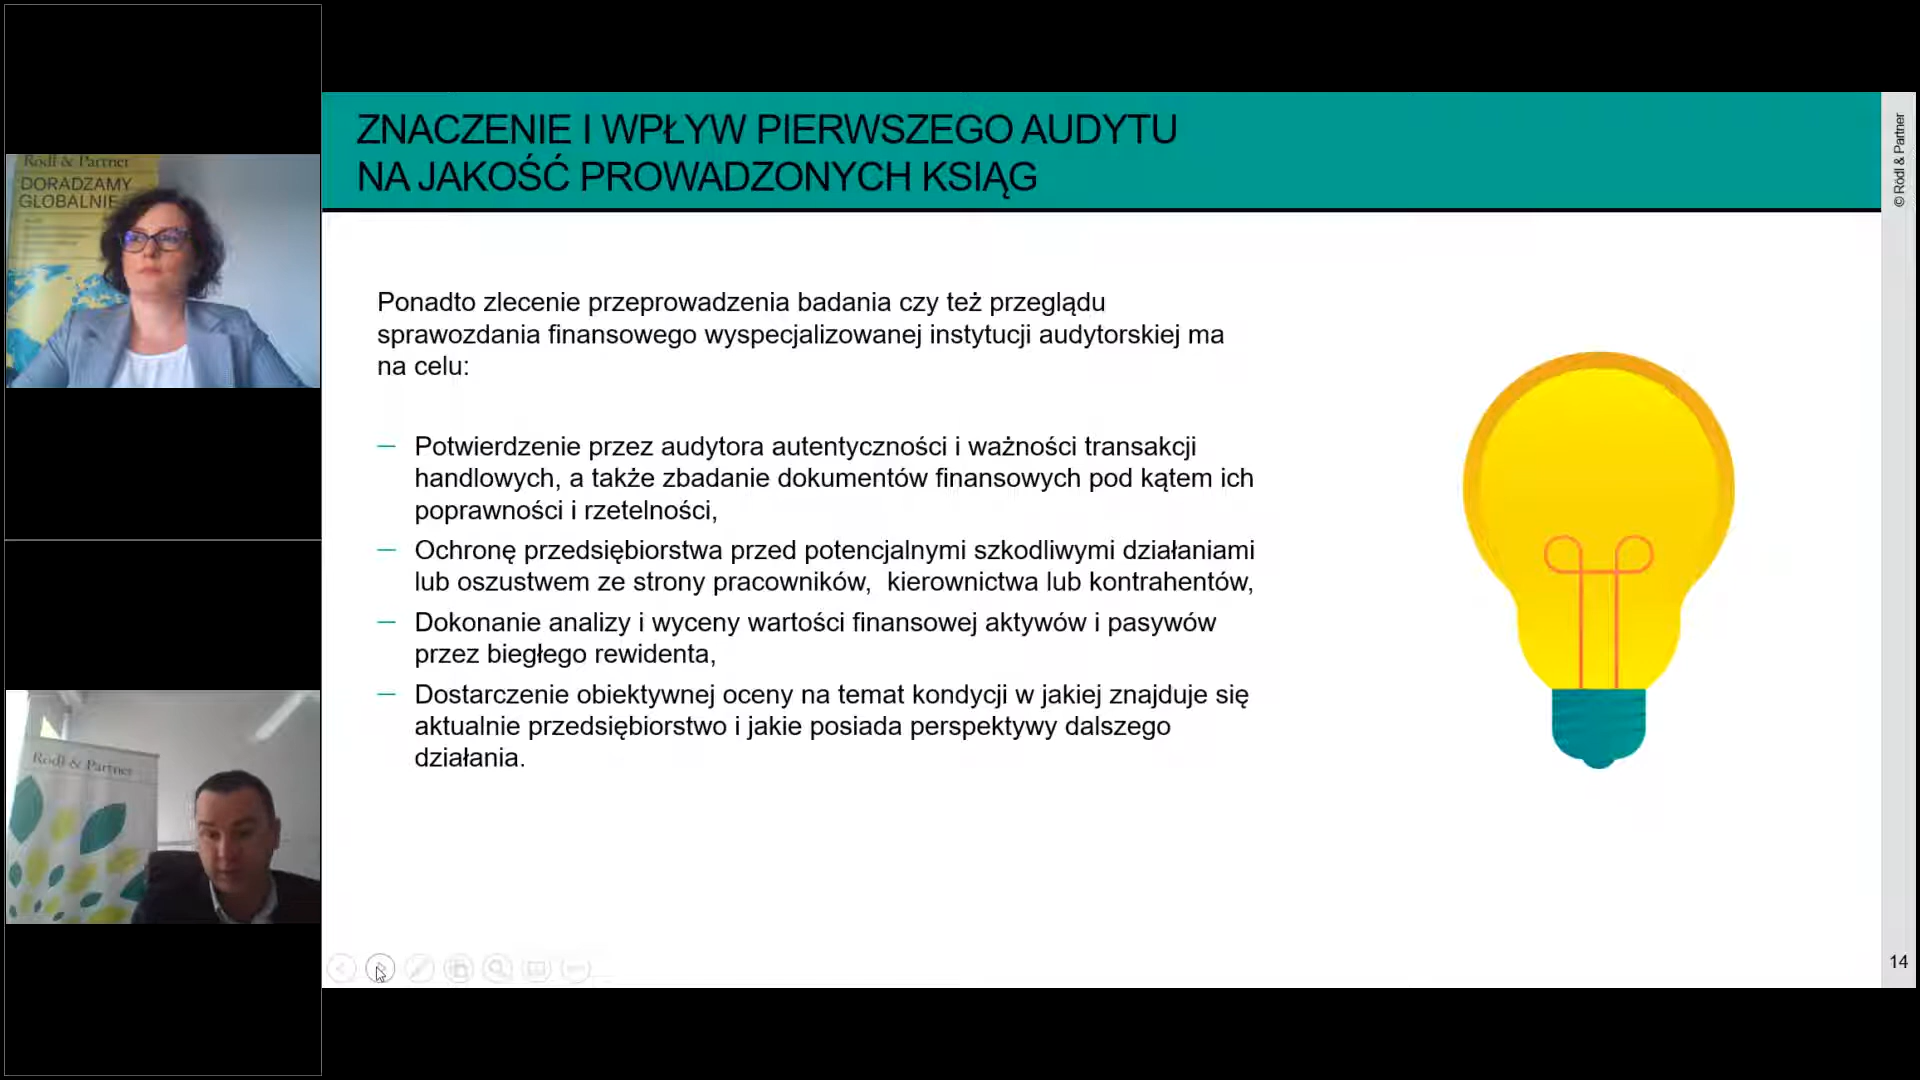 Rödl & Partner
DORADZAMY
GLOBALNIE
Rödl & Partner
ZNACZENIE I WPŁYW PIERWSZEGO AUDYTU
NA JAKOŚĆ PROWADZONYCH KSIĄG
© Rödl & Partner
Ponadto zlecenie przeprowadzenia badania czy też przeglądu
sprawozdania finansowego wyspecjalizowanej instytucji audytorskiej ma
na celu:
— Potwierdzenie przez audytora autentyczności i ważności transakcji
handlowych, a także zbadanie dokumentów finansowych pod kątem ich
poprawności i rzetelności,
— Ochronę przedsiębiorstwa przed potencjalnymi szkodliwymi działaniami
lub oszustwem ze strony pracowników,  kierownictwa lub kontrahentów,
— Dokonanie analizy i wyceny wartości finansowej aktywów i pasywów
przez biegłego rewidenta,
— Dostarczenie obiektywnej oceny na temat kondycji w jakiej znajduje się
aktualnie przedsiębiorstwo i jakie posiada perspektywy dalszego
działania.
14